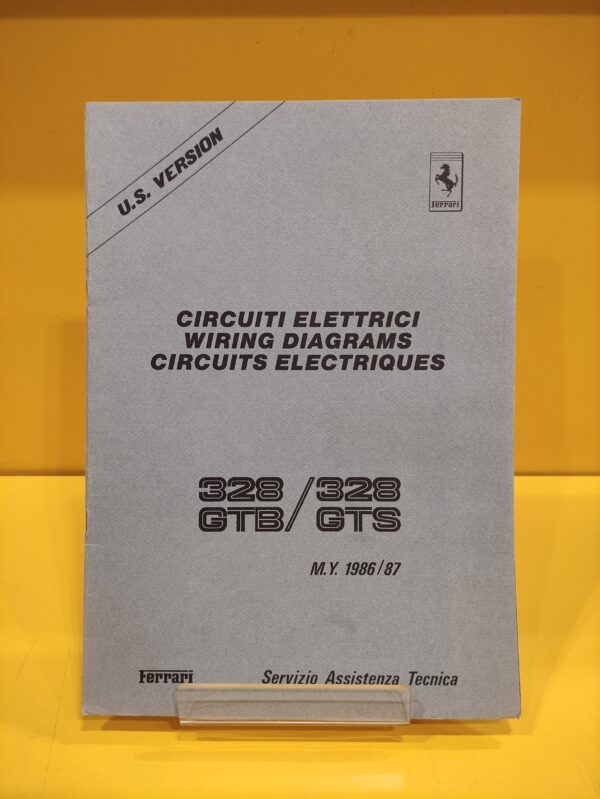 U.S. VERSION
Ferrari
CIRCUITI ELETTRICI
WIRING DIAGRAMS
CIRCUITS ELECTRIQUES
328/328
GTB/GTS
M.Y. 1986/87
Ferrari
Servizio Assistenza Tecnica